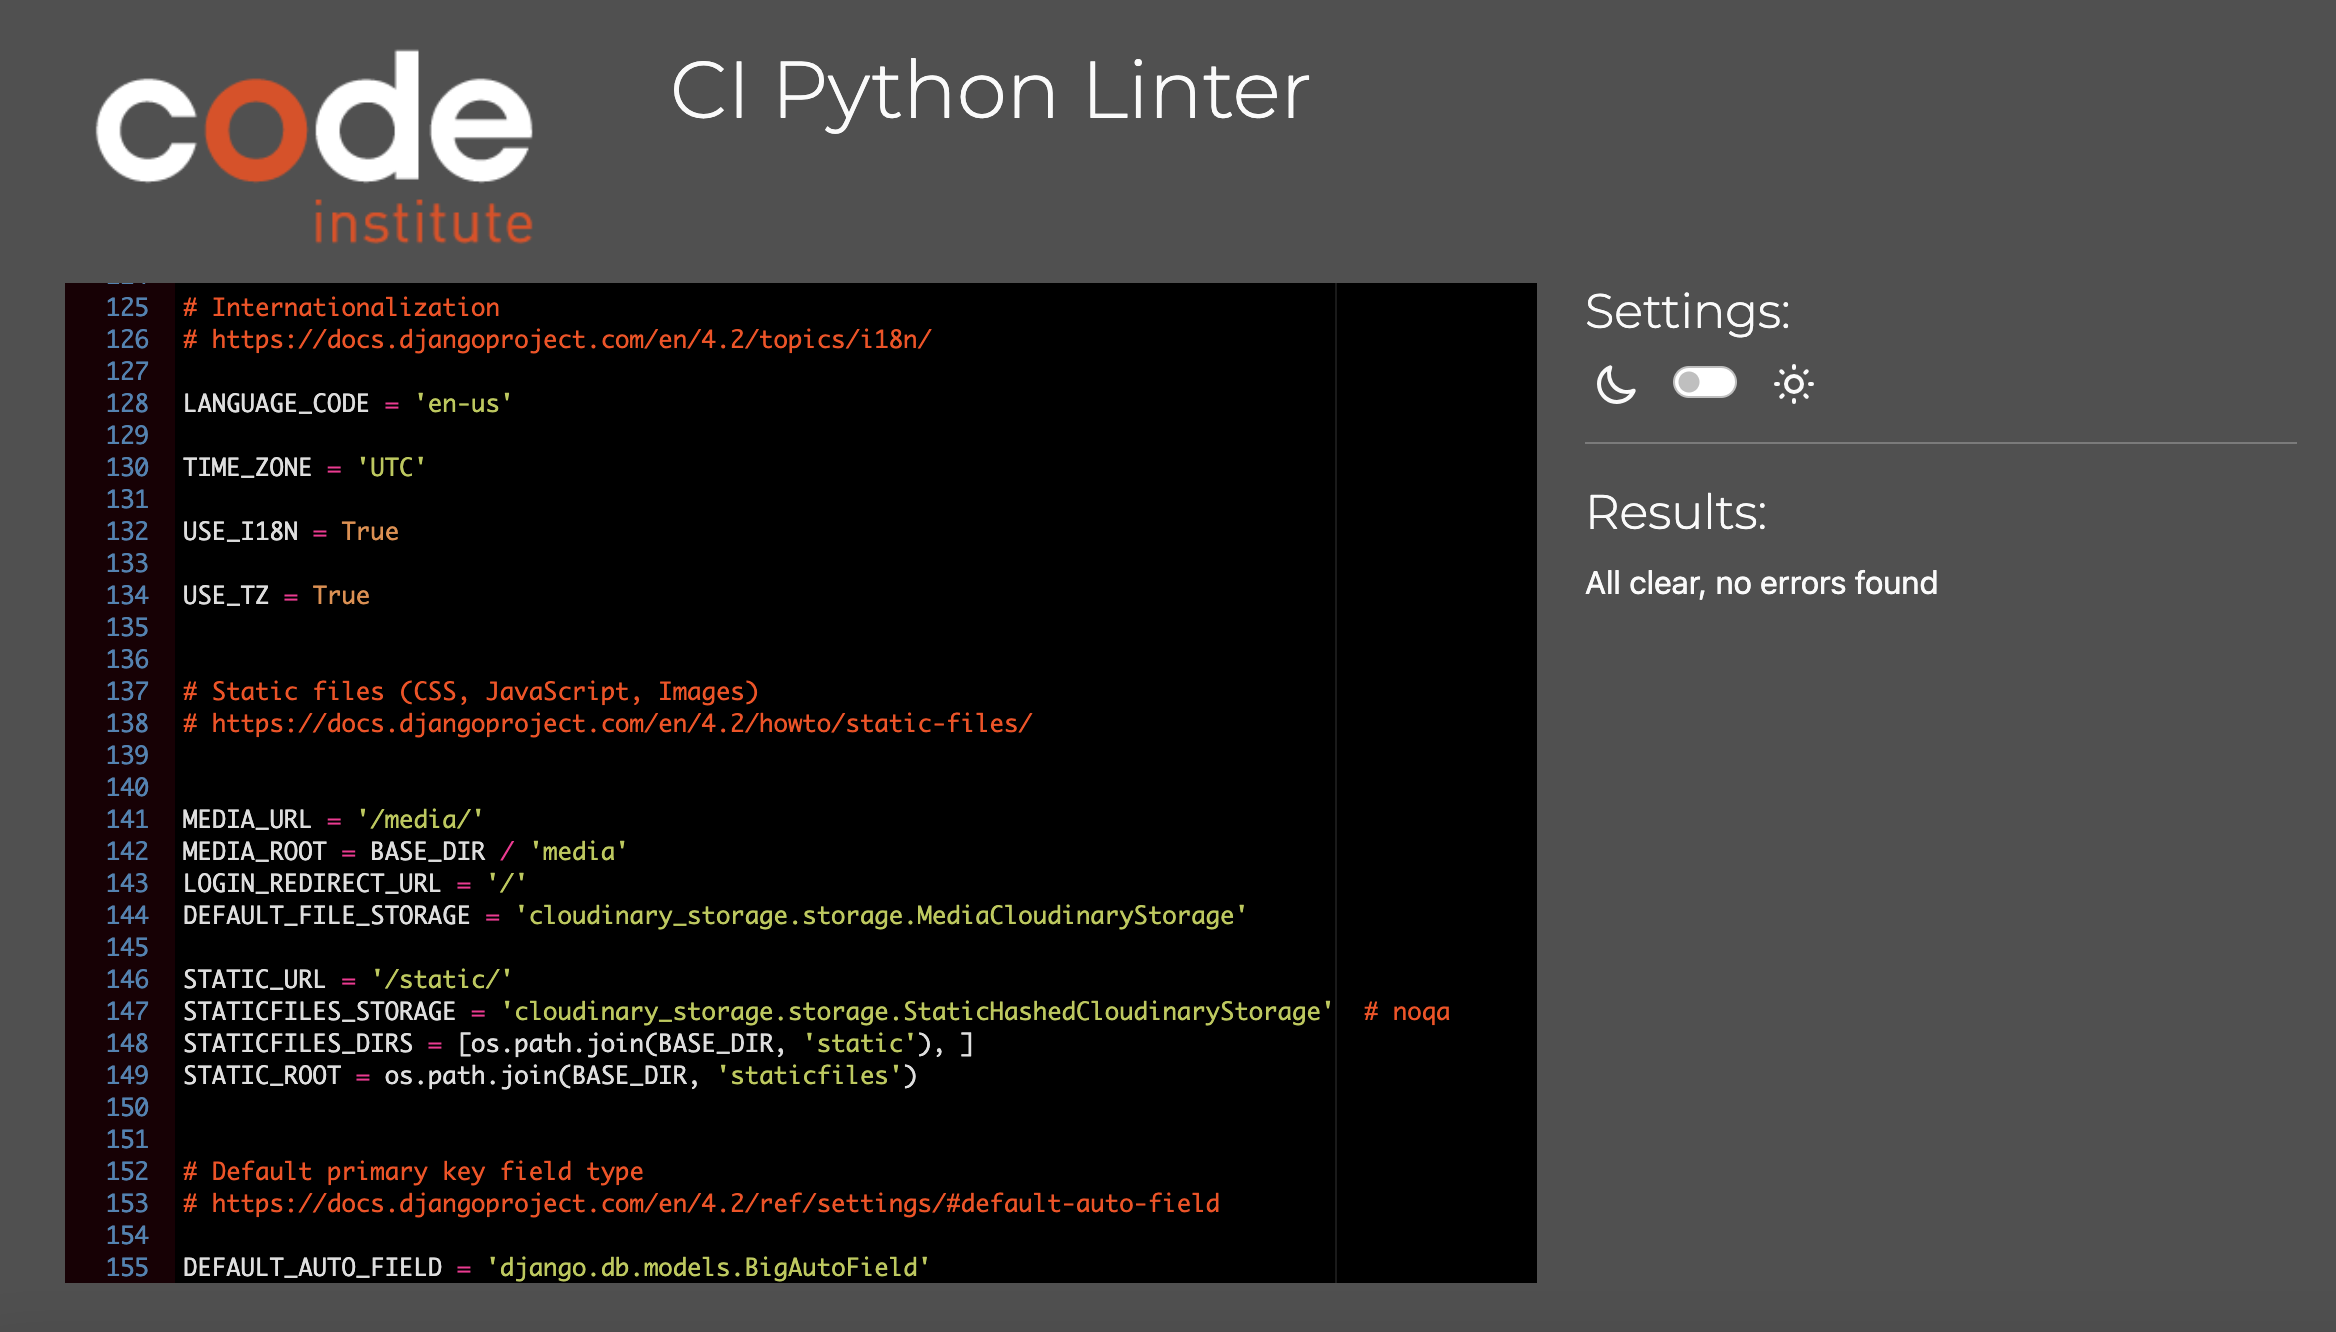 code
institute
CI Python Linter
125 # Internationalization
126 # https://docs.djangoproject.com/en/4.2/topics/i18n/
127
128 LANGUAGE_CODE = 'en-us'
129
130 TIME_ZONE = 'UTC'
131
132 USE_I18N = True
133
134 USE_TZ = True
135
136
137 # Static files (CSS, JavaScript, Images)
138 # https://docs.djangoproject.com/en/4.2/howto/static-files/
139
140
141 MEDIA_URL = '/media/'
142 MEDIA_ROOT = BASE_DIR / 'media'
143 LOGIN_REDIRECT_URL = '/'
144 DEFAULT_FILE_STORAGE = 'cloudinary_storage.storage.MediaCloudinaryStorage'
145
146 STATIC_URL = '/static/'
147 STATICFILES_STORAGE = 'cloudinary_storage.storage.StaticHashedCloudinaryStorage'  # noqa
148 STATICFILES_DIRS = [os.path.join(BASE_DIR, 'static'), ]
149 STATIC_ROOT = os.path.join(BASE_DIR, 'staticfiles')
150
151
152 # Default primary key field type
153 # https://docs.djangoproject.com/en/4.2/ref/settings/#default-auto-field
154
155 DEFAULT_AUTO_FIELD = 'django.db.models.BigAutoField'
Settings:
Results:
All clear, no errors found